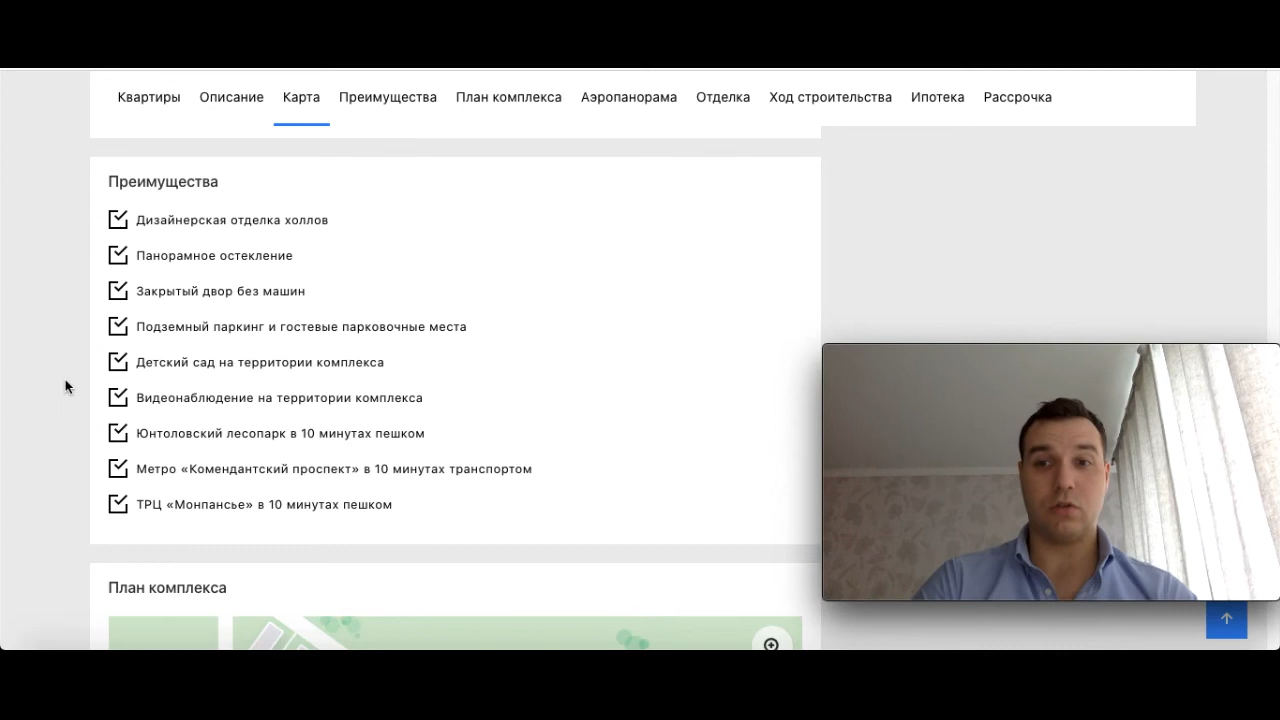 Квартиры Описание Карта Преимущества План комплекса Аэропанорама Отделка Ход строительства Ипотека Рассрочка
Преимущества
Дизайнерская отделка холлов
Панорамное остекление
Закрытый двор без машин
Подземный паркинг и гостевые парковочные места
Детский сад на территории комплекса
Видеонаблюдение на территории комплекса
Юнтоловский лесопарк в 10 минутах пешком
Метро «Комендантский проспект» в 10 минутах транспортом
ТРЦ «Монпансье» в 10 минутах пешком
План комплекса